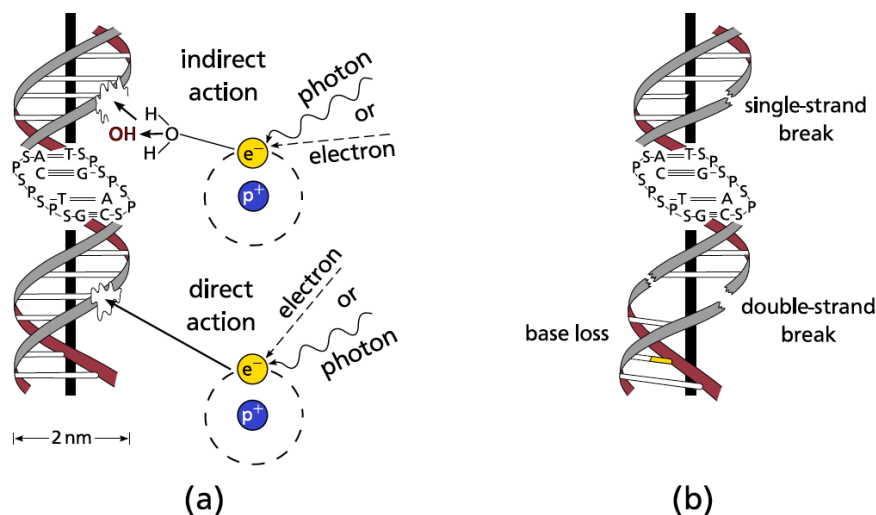 indirect
action
photon
or
electron
H
OH
O
H
e⁻
p⁺
S-A=T-S
P C≡G-S P
S S
P P
S -T=A S
P S-G≡C-S P
direct
action
electron
or
photon
e⁻
p⁺
2 nm
(a)
single-strand
break
S-A=T-S
P C≡G-S P
S S
P P
S -T=A S
P S-G≡C-S P
base loss
double-strand
break
(b)